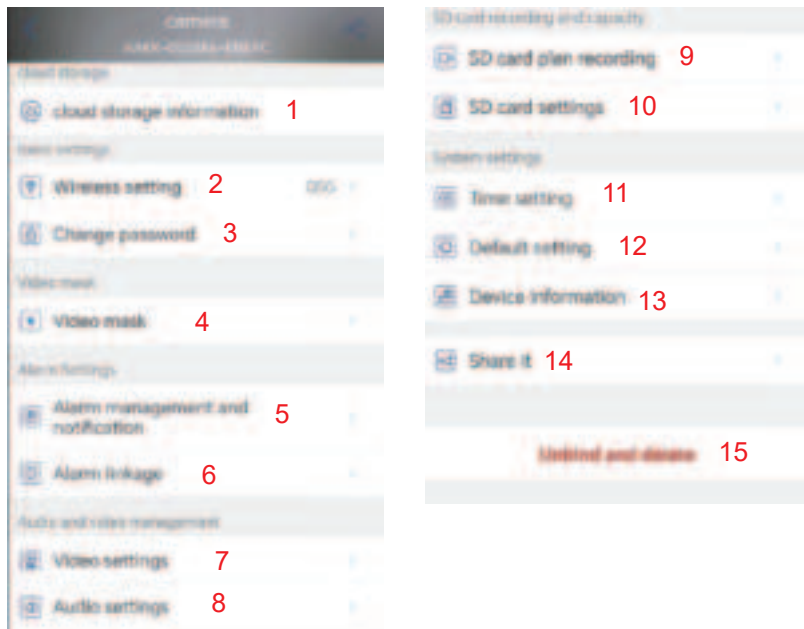 camera
cloud storage
cloud storage information 1
Wireless setting 2
Change password 3
Video mask
Video mask 4
Alarm Settings
Alarm management and 5
notification
Alarm linkage 6
Audio and video management
Video settings 7
Audio settings 8
SD card recording and capacity
SD card plan recording 9
SD card settings 10
System settings
Time setting 11
Default setting 12
Device information 13
Share it 14
Unbind and delete 15